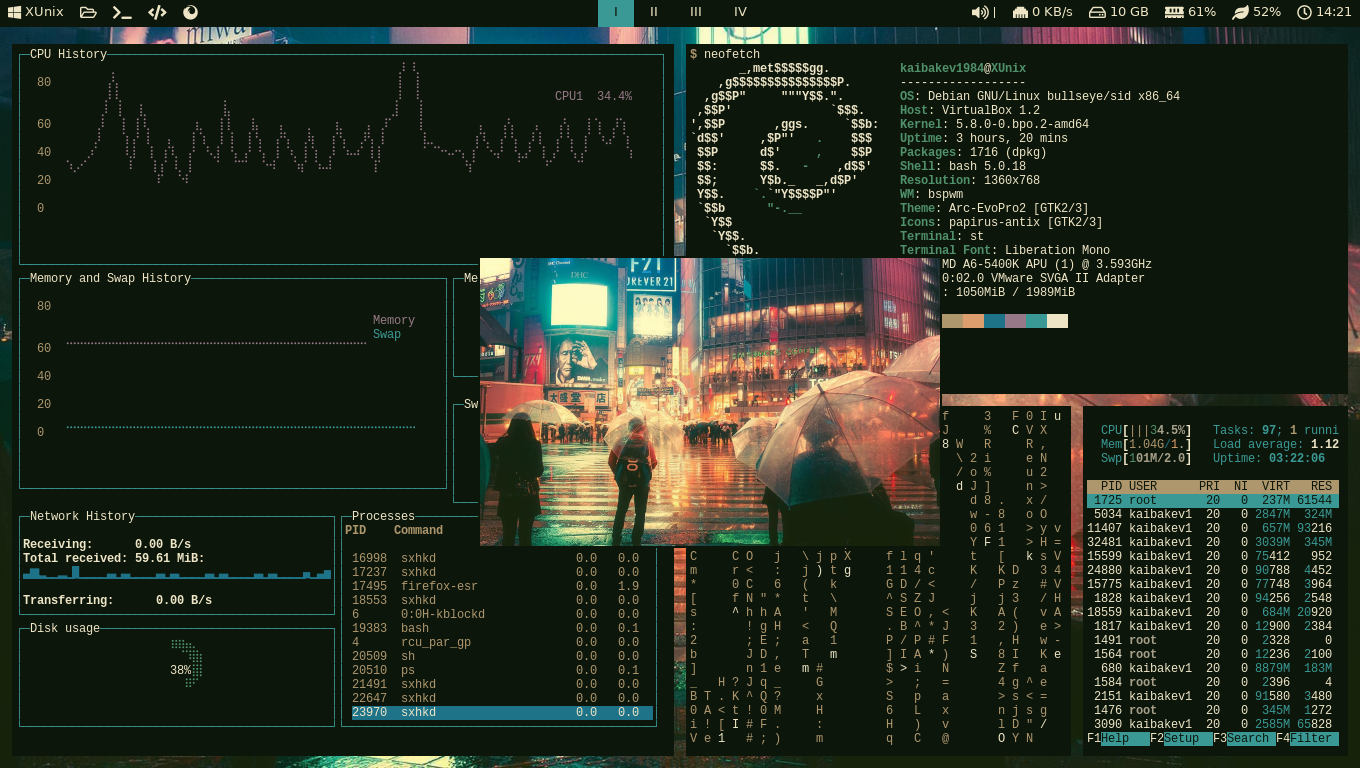 XUnix
I II III IV
0 KB/s 10 GB 61% 52% 14:21
CPU History
80
60
40
20
0
CPU1 34.4%
Memory and Swap History
80
60
40
20
0
Memory
Swap
Me
Sw
Network History
Receiving: 0.00 B/s
Total received: 59.61 MiB:
Transferring: 0.00 B/s
Disk usage
38%
Processes
PID Command
16998 sxhkd 0.0 0.0
17237 sxhkd 0.0 0.0
17495 firefox-esr 0.0 1.9
18553 sxhkd 0.0 0.0
6 0:0H-kblockd 0.0 0.0
19383 bash 0.0 0.1
4 rcu_par_gp 0.0 0.0
20509 sh 0.0 0.0
20510 ps 0.0 0.1
21491 sxhkd 0.0 0.0
22647 sxhkd 0.0 0.0
23970 sxhkd 0.0 0.0
$ neofetch
kaibakev1984@XUnix
------------------
OS: Debian GNU/Linux bullseye/sid x86_64
Host: VirtualBox 1.2
Kernel: 5.8.0-0.bpo.2-amd64
Uptime: 3 hours, 20 mins
Packages: 1716 (dpkg)
Shell: bash 5.0.18
Resolution: 1360x768
WM: bspwm
Theme: Arc-EvoPro2 [GTK2/3]
Icons: papirus-antix [GTK2/3]
Terminal: st
Terminal Font: Liberation Mono
MD A6-5400K APU (1) @ 3.593GHz
0:02.0 VMware SVGA II Adapter
: 1050MiB / 1989MiB
DHC
F21
OREVER 21
CPU[|||34.5%] Tasks: 97; 1 runni
Mem[1.04G/1.] Load average: 1.12
Swp[101M/2.0] Uptime: 03:22:06
PID USER PRI NI VIRT RES
1725 root 20 0 237M 61544
5034 kaibakev1 20 0 2847M 324M
11407 kaibakev1 20 0 657M 93216
32481 kaibakev1 20 0 3039M 345M
15599 kaibakev1 20 0 75412 952
24880 kaibakev1 20 0 90788 4452
15775 kaibakev1 20 0 77748 3964
1828 kaibakev1 20 0 94256 2548
18559 kaibakev1 20 0 684M 20920
1817 kaibakev1 20 0 12900 2384
1491 root 20 0 2328 0
1564 root 20 0 12236 2100
680 kaibakev1 20 0 8879M 183M
1584 root 20 0 2396 4
2151 kaibakev1 20 0 91580 3480
1476 root 20 0 345M 1272
3090 kaibakev1 20 0 2585M 65828
F1Help F2Setup F3Search F4Filter